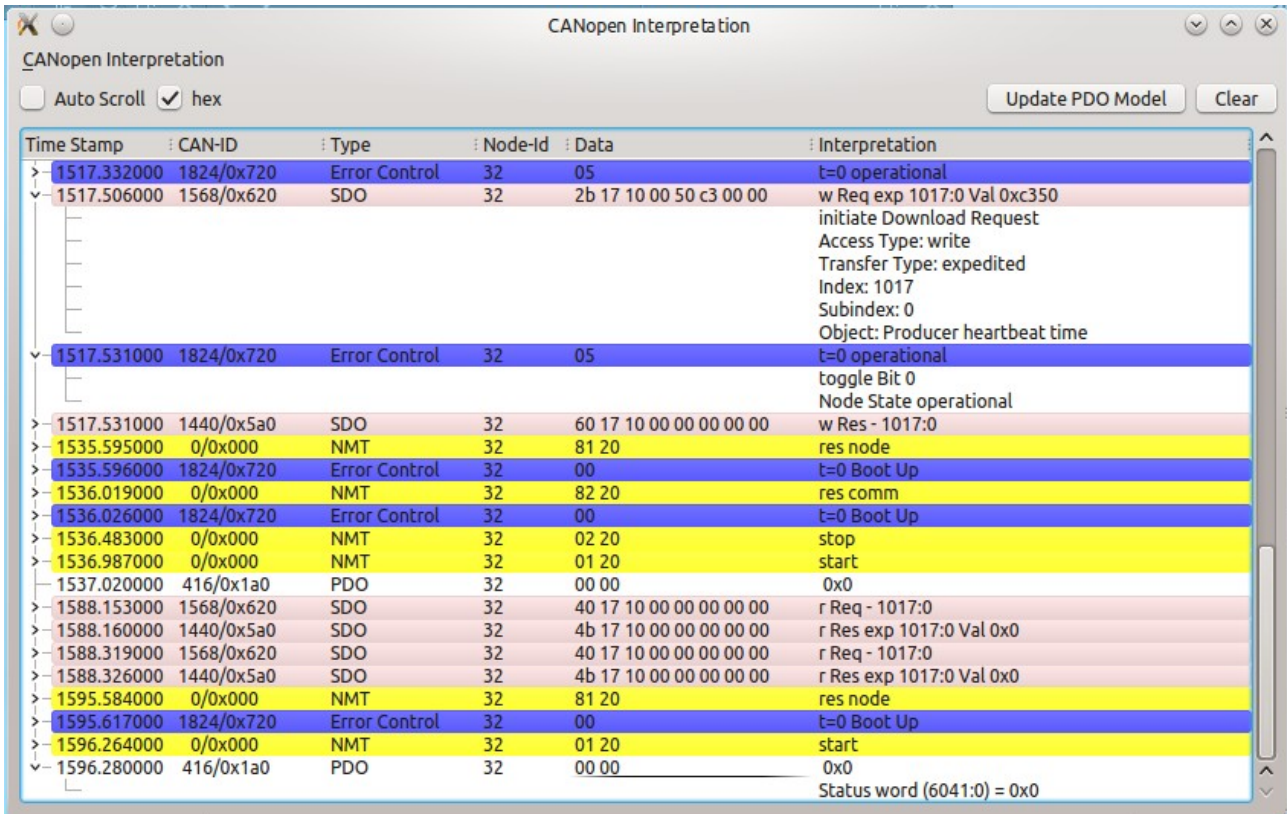 CANopen Interpretation
CANopen Interpretation
Auto Scroll hex Update PDO Model Clear
Time Stamp CAN-ID Type Node-Id Data Interpretation
1517.332000 1824/0x720 Error Control 32 05 t=0 operational
1517.506000 1568/0x620 SDO 32 2b 17 10 00 50 c3 00 00 w Req exp 1017:0 Val 0xc350
initiate Download Request
Access Type: write
Transfer Type: expedited
Index: 1017
Subindex: 0
Object: Producer heartbeat time
1517.531000 1824/0x720 Error Control 32 05 t=0 operational
toggle Bit 0
Node State operational
1517.531000 1440/0x5a0 SDO 32 60 17 10 00 00 00 00 00 w Res - 1017:0
1535.595000 0/0x000 NMT 32 81 20 res node
1535.596000 1824/0x720 Error Control 32 00 t=0 Boot Up
1536.019000 0/0x000 NMT 32 82 20 res comm
1536.026000 1824/0x720 Error Control 32 00 t=0 Boot Up
1536.483000 0/0x000 NMT 32 02 20 stop
1536.987000 0/0x000 NMT 32 01 20 start
1537.020000 416/0x1a0 PDO 32 00 00 0x0
1588.153000 1568/0x620 SDO 32 40 17 10 00 00 00 00 00 r Req - 1017:0
1588.160000 1440/0x5a0 SDO 32 4b 17 10 00 00 00 00 00 r Res exp 1017:0 Val 0x0
1588.319000 1568/0x620 SDO 32 40 17 10 00 00 00 00 00 r Req - 1017:0
1588.326000 1440/0x5a0 SDO 32 4b 17 10 00 00 00 00 00 r Res exp 1017:0 Val 0x0
1595.584000 0/0x000 NMT 32 81 20 res node
1595.617000 1824/0x720 Error Control 32 00 t=0 Boot Up
1596.264000 0/0x000 NMT 32 01 20 start
1596.280000 416/0x1a0 PDO 32 00 00 0x0
Status word (6041:0) = 0x0